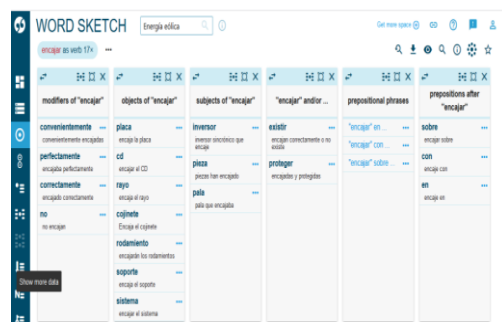 WORD SKETCH
Energía eólica
Get more space
encajar as verb 17×
modifiers of "encajar"
convenientemente
convenientemente encajadas
perfectamente
encajaba perfectamente
correctamente
encajado correctamente
no
no encajan
objects of "encajar"
placa
encaja la placa
cd
encajar el CD
rayo
encaja el rayo
cojinete
Encaja el cojinete
rodamiento
encajarán los rodamientos
soporte
encaja el soporte
sistema
encajar el sistema
subjects of "encajar"
inversor
inversor sincrónico que
encaje
pieza
piezas han encajado
pala
pala que encajaba
"encajar" and/or ...
existir
encajan correctamente o no
exista
proteger
encajadas y protegidas
prepositional phrases
"encajar" en ...
"encajar" con ...
"encajar" sobre ...
prepositions after
"encajar"
sobre
encajar sobre
con
encaje con
en
encaje en
Show more data